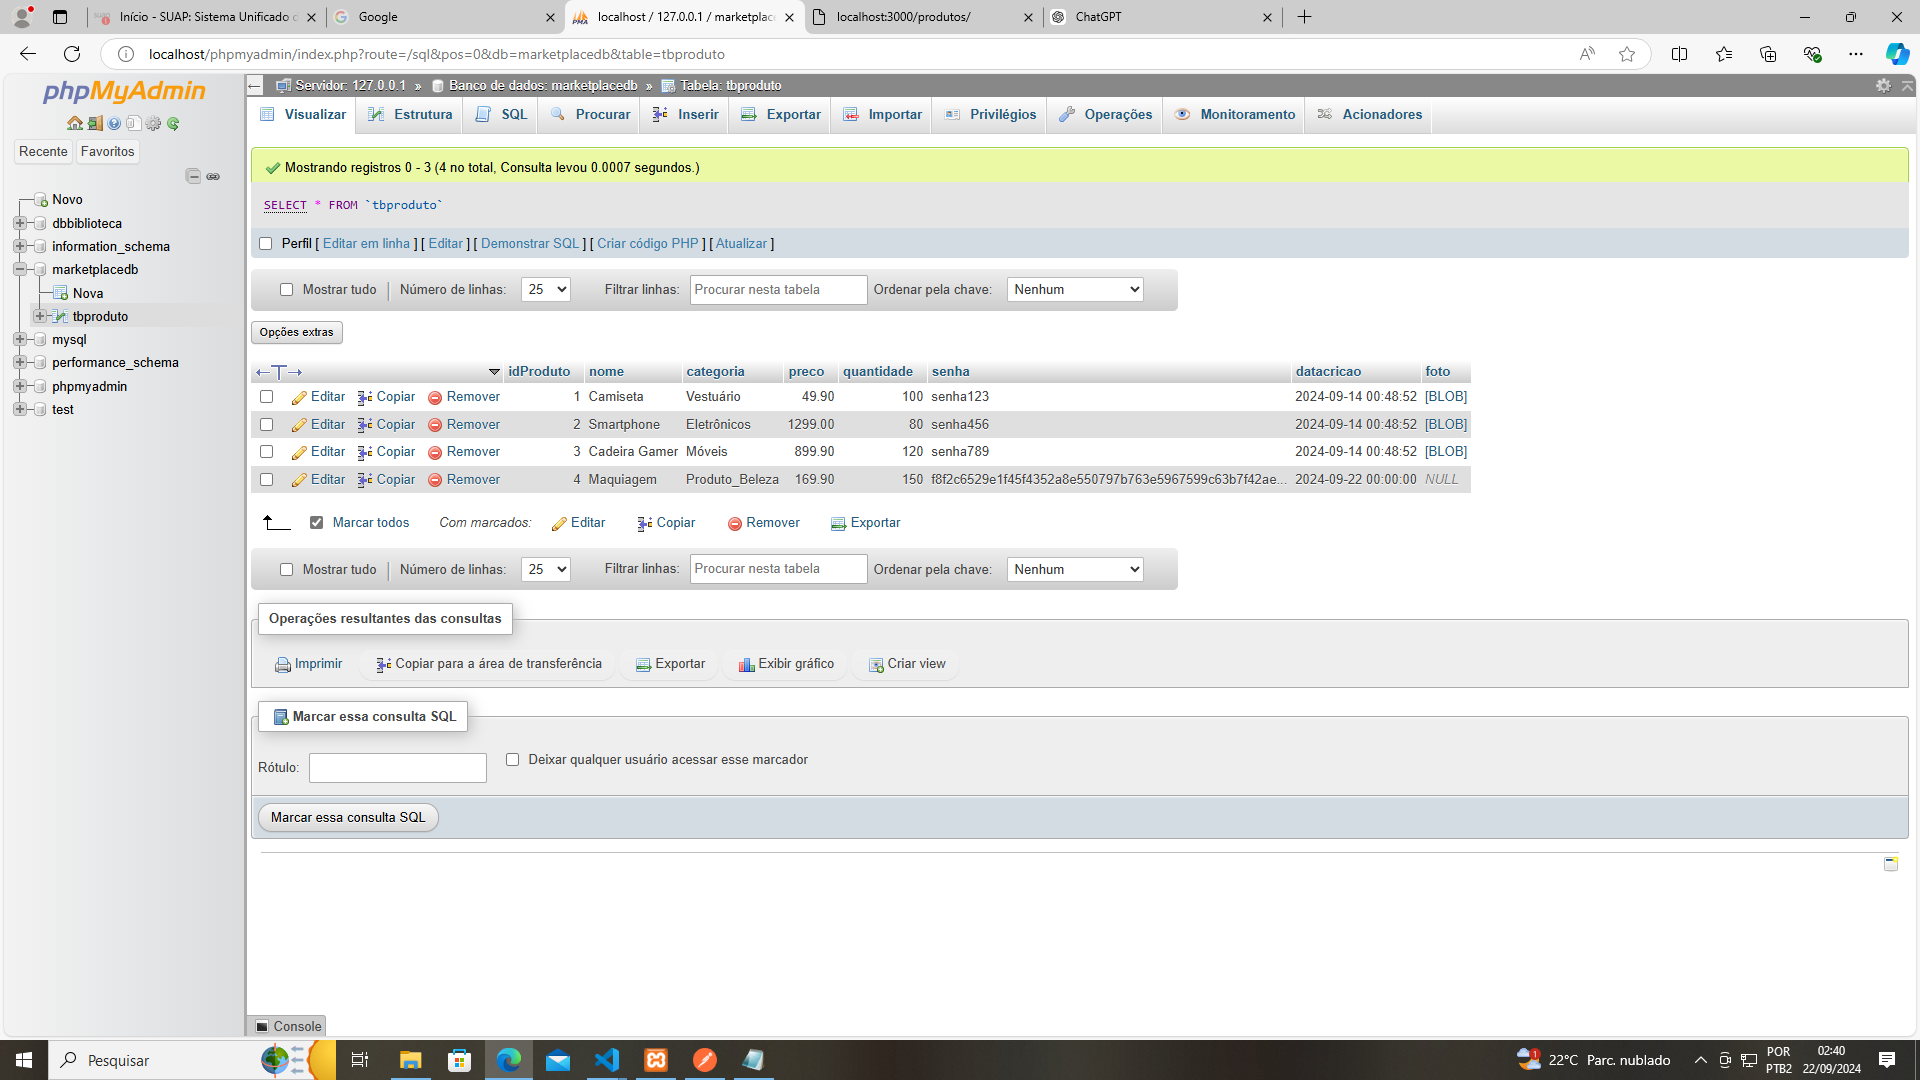 Início - SUAP: Sistema Unificado d
Google
localhost / 127.0.0.1 / marketplace
localhost:3000/produtos/
ChatGPT
localhost/phpmyadmin/index.php?route=/sql&pos=0&db=marketplacedb&table=tbproduto
phpMyAdmin
Recente Favoritos
Novo
dbbiblioteca
information_schema
marketplacedb
Nova
tbproduto
mysql
performance_schema
phpmyadmin
test
Servidor: 127.0.0.1 » Banco de dados: marketplacedb » Tabela: tbproduto
Visualizar Estrutura SQL Procurar Inserir Exportar Importar Privilégios Operações Monitoramento Acionadores
Mostrando registros 0 - 3 (4 no total, Consulta levou 0.0007 segundos.)
SELECT * FROM `tbproduto`
Perfil [ Editar em linha ] [ Editar ] [ Demonstrar SQL ] [ Criar código PHP ] [ Atualizar ]
Mostrar tudo Número de linhas: 25 Filtrar linhas: Procurar nesta tabela Ordenar pela chave: Nenhum
Opções extras
←T→ idProduto nome categoria preco quantidade senha datacricao foto
Editar Copiar Remover 1 Camiseta Vestuário 49.90 100 senha123 2024-09-14 00:48:52 [BLOB]
Editar Copiar Remover 2 Smartphone Eletrônicos 1299.00 80 senha456 2024-09-14 00:48:52 [BLOB]
Editar Copiar Remover 3 Cadeira Gamer Móveis 899.90 120 senha789 2024-09-14 00:48:52 [BLOB]
Editar Copiar Remover 4 Maquiagem Produto_Beleza 169.90 150 f8f2c6529e1f45f4352a8e550797b763e5967599c63b7f42ae... 2024-09-22 00:00:00 NULL
Marcar todos Com marcados: Editar Copiar Remover Exportar
Mostrar tudo Número de linhas: 25 Filtrar linhas: Procurar nesta tabela Ordenar pela chave: Nenhum
Operações resultantes das consultas
Imprimir Copiar para a área de transferência Exportar Exibir gráfico Criar view
Marcar essa consulta SQL
Rótulo: Deixar qualquer usuário acessar esse marcador
Marcar essa consulta SQL
Console
Pesquisar
1 22°C Parc. nublado
POR
PTB2
02:40
22/09/2024